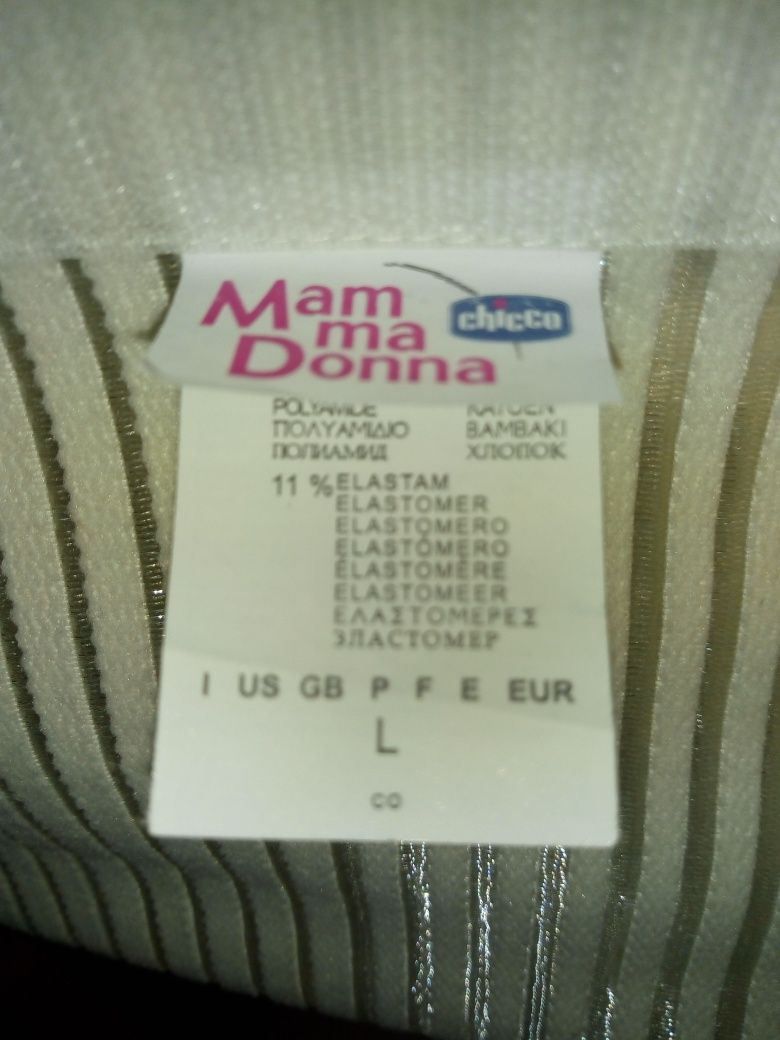 Mam
ma
Donna
chicco
POLYAMIDE KATOEN
ΠΟΛΥΑΜΙΔΙΟ ΒΑΜΒΑΚΙ
ПОЛИАМИД ХЛОПОК
11 % ELASTAM
ELASTOMER
ELASTOMERO
ELASTÓMERO
ÉLASTOMÈRE
ELASTOMEER
ΕΛΑΣΤΟΜΕΡΕΣ
ЭЛАСТОМЕР
I US GB P F E EUR
L
CO